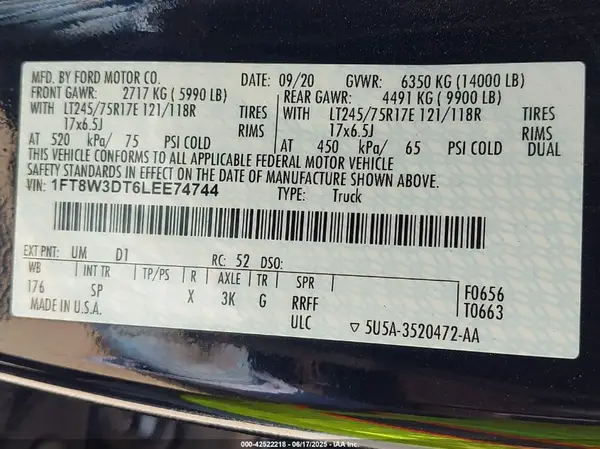 MFD. BY FORD MOTOR CO. DATE: 09/20 GVWR: 6350 KG (14000 LB)
FRONT GAWR: 2717 KG (5990 LB) REAR GAWR: 4491 KG (9900 LB)
WITH LT245/75R17E 121/118R TIRES WITH LT245/75R17E 121/118R TIRES
17x6.5J RIMS 17x6.5J RIMS
AT 520 kPa/ 75 PSI COLD AT 450 kPa/ 65 PSI COLD DUAL
THIS VEHICLE CONFORMS TO ALL APPLICABLE FEDERAL MOTOR VEHICLE
SAFETY STANDARDS IN EFFECT ON THE DATE OF MANUFACTURE SHOWN ABOVE.
VIN: 1FT8W3DT6LEE74744 TYPE: Truck
EXT PNT: UM D1 RC: 52 DSO:
WB INT TR TP/PS R AXLE TR SPR F0656
176 SP X 3K G RRFF T0663
MADE IN U.S.A. ULC ▽ 5U5A-3520472-AA
000-42522218 - 06/17/2025 - IAA Inc.